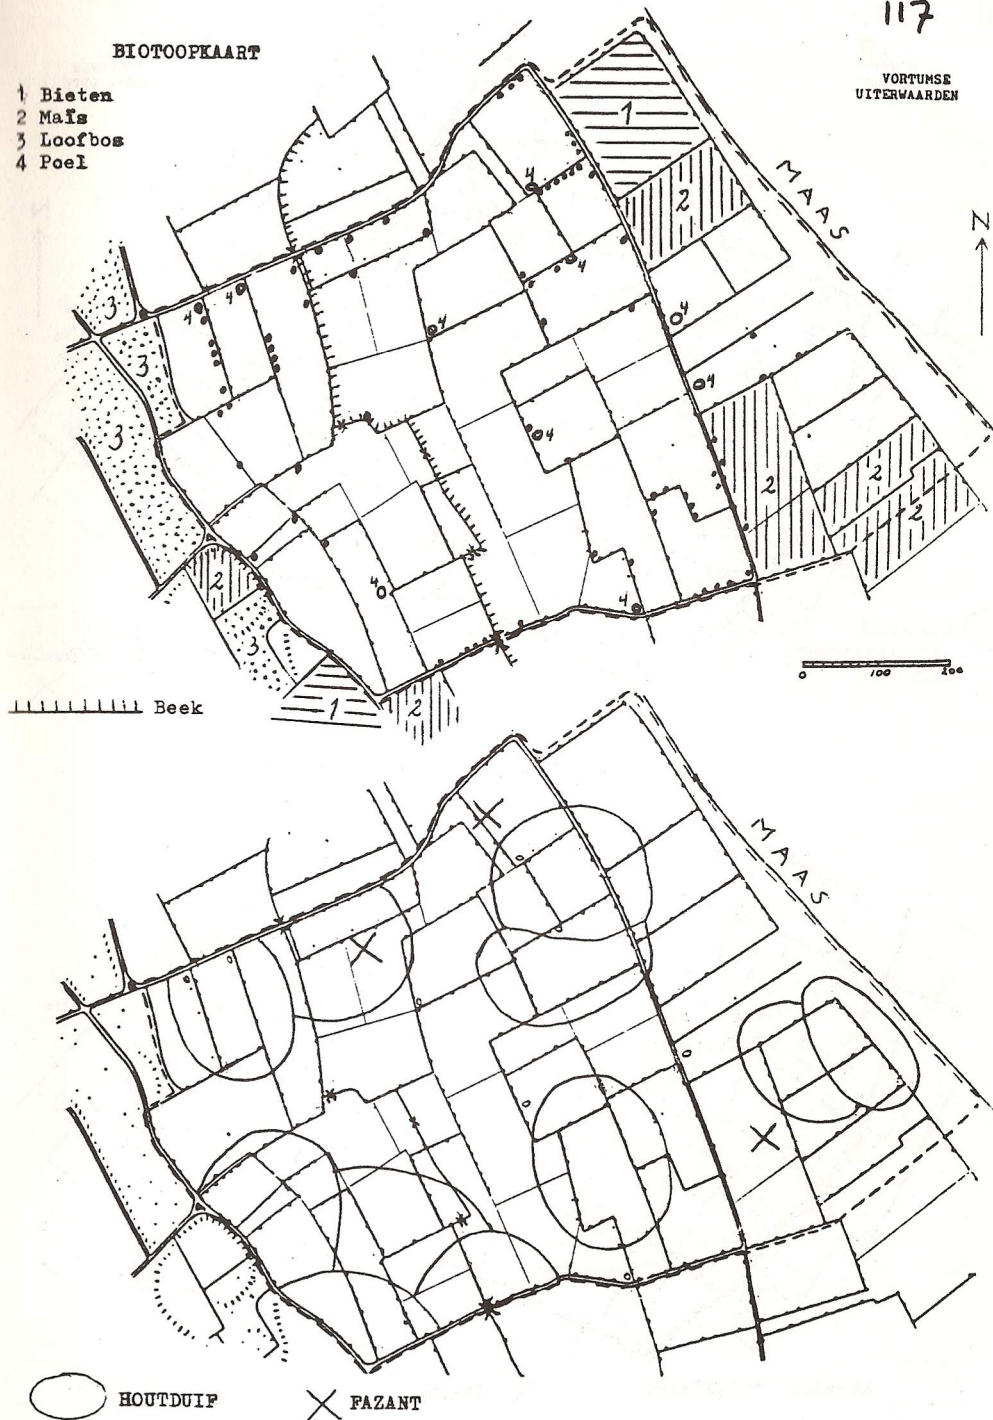 117
BIOTOOPKAART
1 Bieten
2 Maïs
3 Loofbos
4 Poel
VORTUMSE
UITERWAARDEN
1
2
MAAS
N
4
4
4
4
4
4
4
4
3
3
3
2
2
2
2
4
4
3
1
2
0 100 200
Beek
MAAS
HOUTDUIF
FAZANT